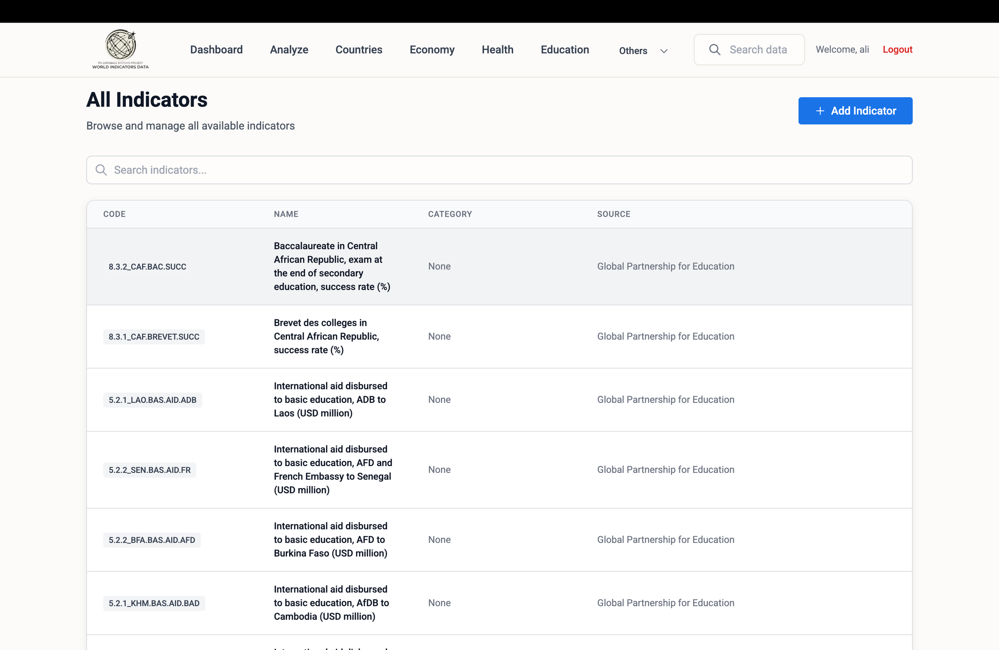 ITU DATABASE SYSTEMS PROJECT
WORLD INDICATORS DATA
Dashboard
Analyze
Countries
Economy
Health
Education
Others
Search data
Welcome, ali
Logout
All Indicators
Browse and manage all available indicators
Add Indicator
Search indicators...
CODE NAME CATEGORY SOURCE
8.3.2_CAF.BAC.SUCC
Baccalaureate in Central
African Republic, exam at
the end of secondary
education, success rate (%)
None
Global Partnership for Education
8.3.1_CAF.BREVET.SUCC
Brevet des colleges in
Central African Republic,
success rate (%)
None
Global Partnership for Education
5.2.1_LAO.BAS.AID.ADB
International aid disbursed
to basic education, ADB to
Laos (USD million)
None
Global Partnership for Education
5.2.2_SEN.BAS.AID.FR
International aid disbursed
to basic education, AFD and
French Embassy to Senegal
(USD million)
None
Global Partnership for Education
5.2.2_BFA.BAS.AID.AFD
International aid disbursed
to basic education, AFD to
Burkina Faso (USD million)
None
Global Partnership for Education
5.2.1_KHM.BAS.AID.BAD
International aid disbursed
to basic education, AfDB to
Cambodia (USD million)
None
Global Partnership for Education